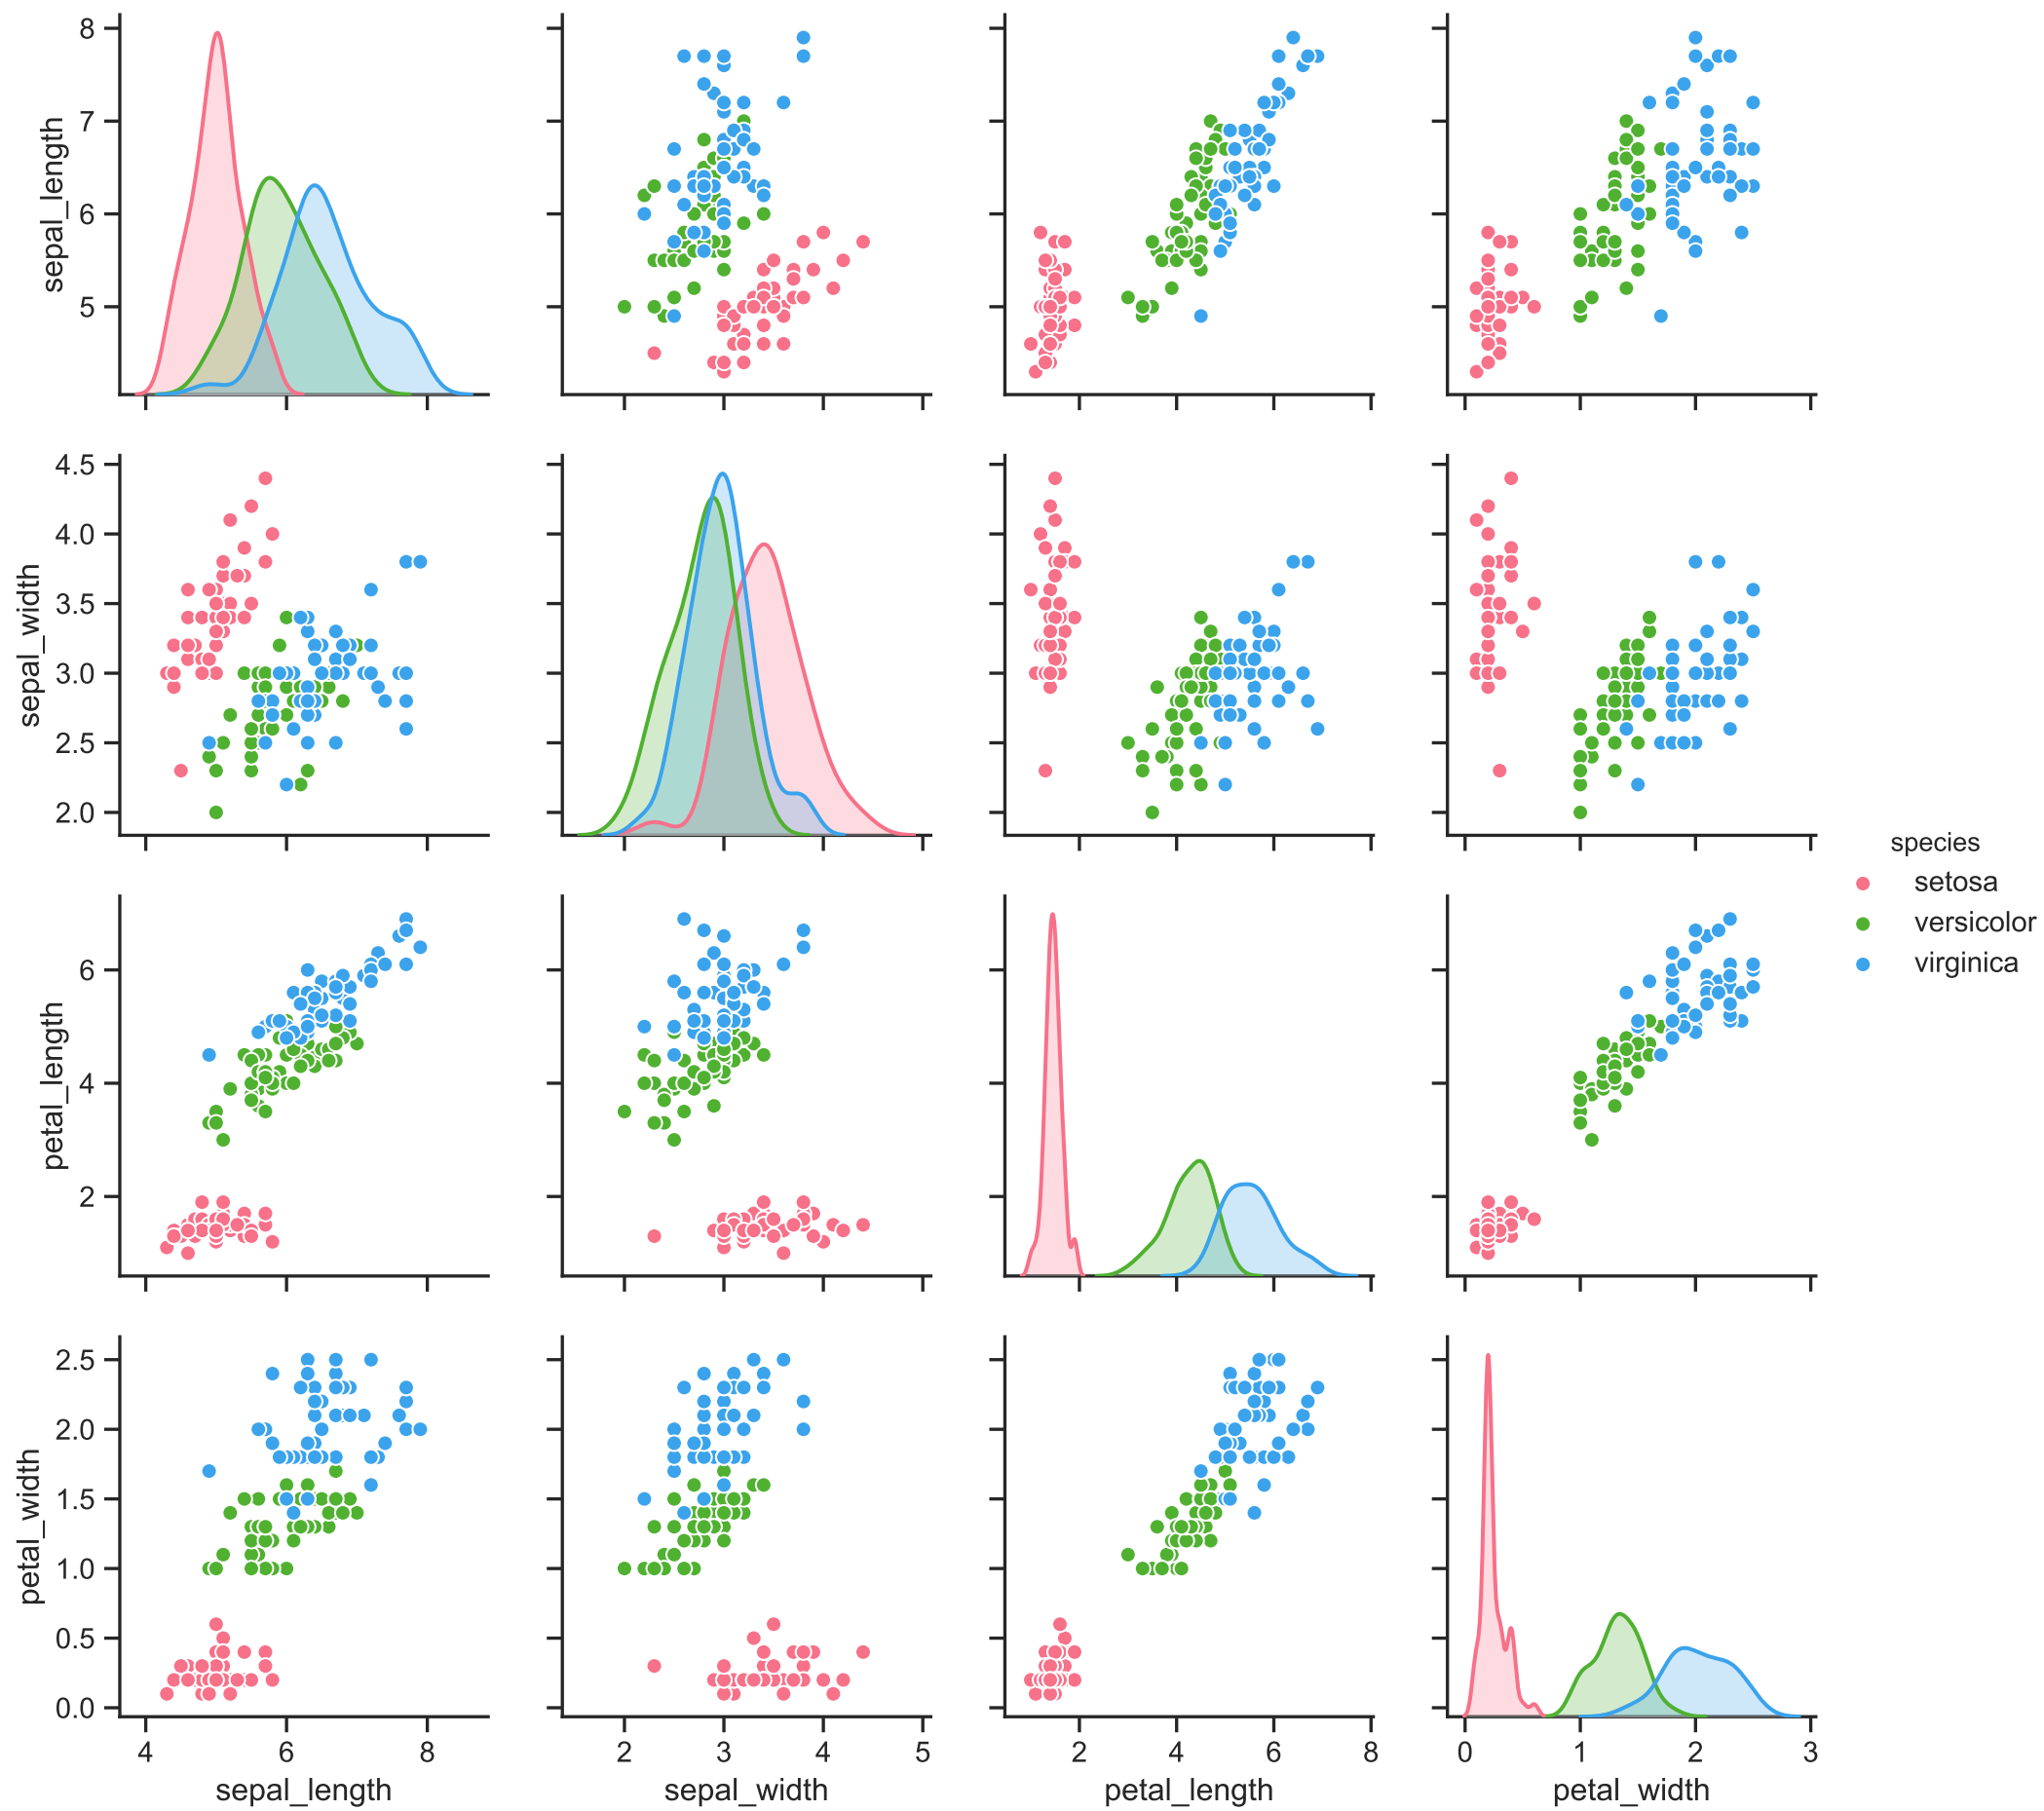 8
7
6
5
sepal_length
4.5
4.0
3.5
3.0
2.5
2.0
sepal_width
species
setosa
versicolor
virginica
6
4
2
petal_length
2.5
2.0
1.5
1.0
0.5
0.0
petal_width
4 6 8 2 3 4 5 2 4 6 8 0 1 2 3
sepal_length sepal_width petal_length petal_width